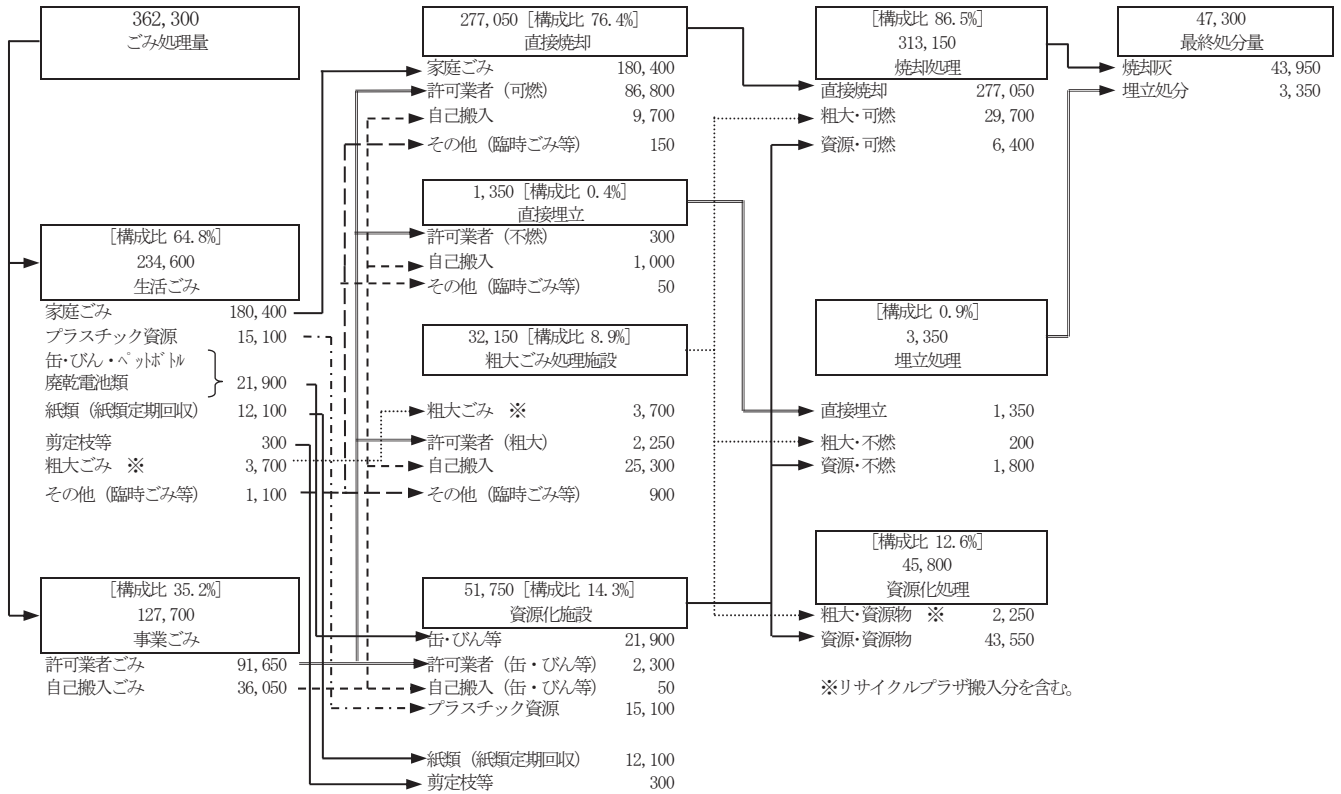 362,300
ごみ処理量
[構成比 64.8%]
234,600
生活ごみ
家庭ごみ 180,400
プラスチック資源 15,100
缶・びん・ペットボトル
廃乾電池類 21,900
紙類（紙類定期回収） 12,100
剪定枝等 300
粗大ごみ ※ 3,700
その他（臨時ごみ等） 1,100
[構成比 35.2%]
127,700
事業ごみ
許可業者ごみ 91,650
自己搬入ごみ 36,050
277,050 [構成比 76.4%]
直接焼却
家庭ごみ 180,400
許可業者（可燃） 86,800
自己搬入 9,700
その他（臨時ごみ等） 150
1,350 [構成比 0.4%]
直接埋立
許可業者（不燃） 300
自己搬入 1,000
その他（臨時ごみ等） 50
32,150 [構成比 8.9%]
粗大ごみ処理施設
粗大ごみ ※ 3,700
許可業者（粗大） 2,250
自己搬入 25,300
その他（臨時ごみ等） 900
51,750 [構成比 14.3%]
資源化施設
缶・びん等 21,900
許可業者（缶・びん等） 2,300
自己搬入（缶・びん等） 50
プラスチック資源 15,100
紙類（紙類定期回収） 12,100
剪定枝等 300
[構成比 86.5%]
313,150
焼却処理
直接焼却 277,050
粗大・可燃 29,700
資源・可燃 6,400
[構成比 0.9%]
3,350
埋立処理
直接埋立 1,350
粗大・不燃 200
資源・不燃 1,800
[構成比 12.6%]
45,800
資源化処理
粗大・資源物 ※ 2,250
資源・資源物 43,550
※リサイクルプラザ搬入分を含む。
47,300
最終処分量
焼却灰 43,950
埋立処分 3,350